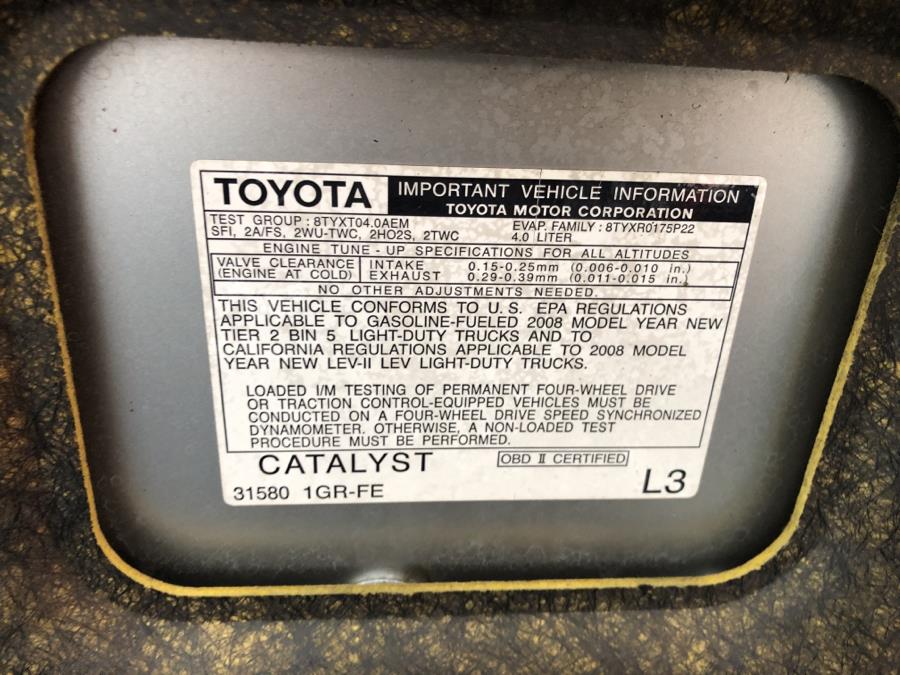 TOYOTA IMPORTANT VEHICLE INFORMATION
TOYOTA MOTOR CORPORATION
TEST GROUP : 8TYXT04.0AEM EVAP. FAMILY : 8TYXR0175P22
SFI, 2A/FS, 2WU-TWC, 2HO2S, 2TWC 4.0 LITER
ENGINE TUNE - UP SPECIFICATIONS FOR ALL ALTITUDES
VALVE CLEARANCE INTAKE 0.15-0.25mm (0.006-0.010 in.)
(ENGINE AT COLD) EXHAUST 0.29-0.39mm (0.011-0.015 in.)
NO OTHER ADJUSTMENTS NEEDED.
THIS VEHICLE CONFORMS TO U.S. EPA REGULATIONS
APPLICABLE TO GASOLINE-FUELED 2008 MODEL YEAR NEW
TIER 2 BIN 5 LIGHT-DUTY TRUCKS AND TO
CALIFORNIA REGULATIONS APPLICABLE TO 2008 MODEL
YEAR NEW LEV-II LEV LIGHT-DUTY TRUCKS.
LOADED I/M TESTING OF PERMANENT FOUR-WHEEL DRIVE
OR TRACTION CONTROL-EQUIPPED VEHICLES MUST BE
CONDUCTED ON A FOUR-WHEEL DRIVE SPEED SYNCHRONIZED
DYNAMOMETER. OTHERWISE, A NON-LOADED TEST
PROCEDURE MUST BE PERFORMED.
CATALYST OBD II CERTIFIED
31580 1GR-FE L3